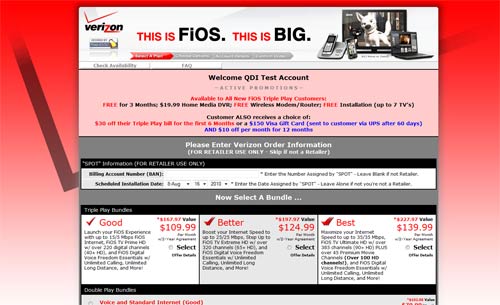 verizon
THIS IS FiOS. THIS IS BIG.
Select A Plan
Check Availability
FAQ
Welcome QDI Test Account
~ACTIVE PROMOTIONS~
Available to All New FiOS Triple Play Customers:
FREE for 3 Months; $19.99 Home Media DVR; FREE Wireless Modem/Router; FREE Installation (up to 7 TV's)
Customer ALSO receives a choice of:
$30 off their Triple Play bill for the first 6 Months or a $150 Visa Gift Card (sent to customer via UPS after 60 days)
AND $10 off per month for 12 months
Please Enter Verizon Order Information
(FOR RETAILER USE ONLY - Skip if not a Retailer)
"SPOT" Information (FOR RETAILER USE ONLY)
Billing Account Number (BAN):
* Enter the Number Assigned by "SPOT" - Leave Blank if not Retailer.
Scheduled Installation Date:
8-Aug 16 2010
* Enter the Date Assigned by "SPOT" - Leave Alone if you're not a Retailer.
Now Select A Bundle ...
Triple Play Bundles
Good
*$167.97 Value
$109.99
Per Month
w/2-Year Agreement
Select
Offer Details
Launch your FiOS Experience with up to 15/5 Mbps FiOS Internet, FiOS TV Prime HD w/ over 220 digital channels (40+ HD), and FiOS Digital Voice Freedom Essentials w/ Unlimited Calling, Unlimited Long Distance, and More!
Better
*$197.97 Value
$124.99
Per Month
w/2-Year Agreement
Select
Offer Details
Boost your Internet Speed by up to 25/25 Mbps, Step Up to FiOS TV Extreme HD w/ over 320 channels (85+ HD), and FiOS Digital Voice Freedom Essentials w/ Unlimited Calling, Unlimited Long Distance, and More!
Best
*$227.97 Value
$139.99
Per Month
w/2-Year Agreement
Select
Offer Details
Maximize your Internet Speed to up to 35/35 Mbps, FiOS TV Ultimate HD w/ over 385 channels (90+ HD) PLUS over 45 Premium Movie Channels (Over 100 HD channels), and FiOS Digital Voice Freedom Essentials w/ Unlimited Calling, Unlimited Long Distance, and More!
Double Play Bundles
Voice and Standard Internet (Good)